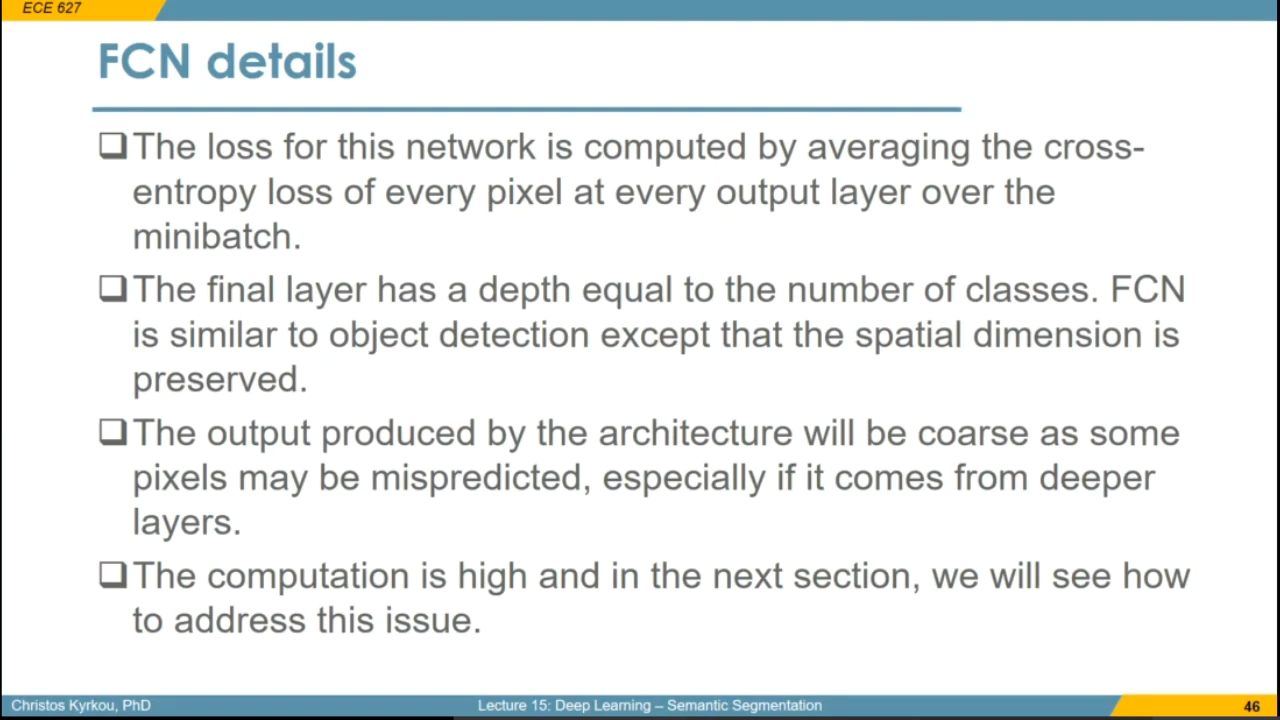 ECE 627
FCN details
The loss for this network is computed by averaging the cross-
entropy loss of every pixel at every output layer over the
minibatch.
The final layer has a depth equal to the number of classes. FCN
is similar to object detection except that the spatial dimension is
preserved.
The output produced by the architecture will be coarse as some
pixels may be mispredicted, especially if it comes from deeper
layers.
The computation is high and in the next section, we will see how
to address this issue.
Christos Kyrkou, PhD
Lecture 15: Deep Learning – Semantic Segmentation
46